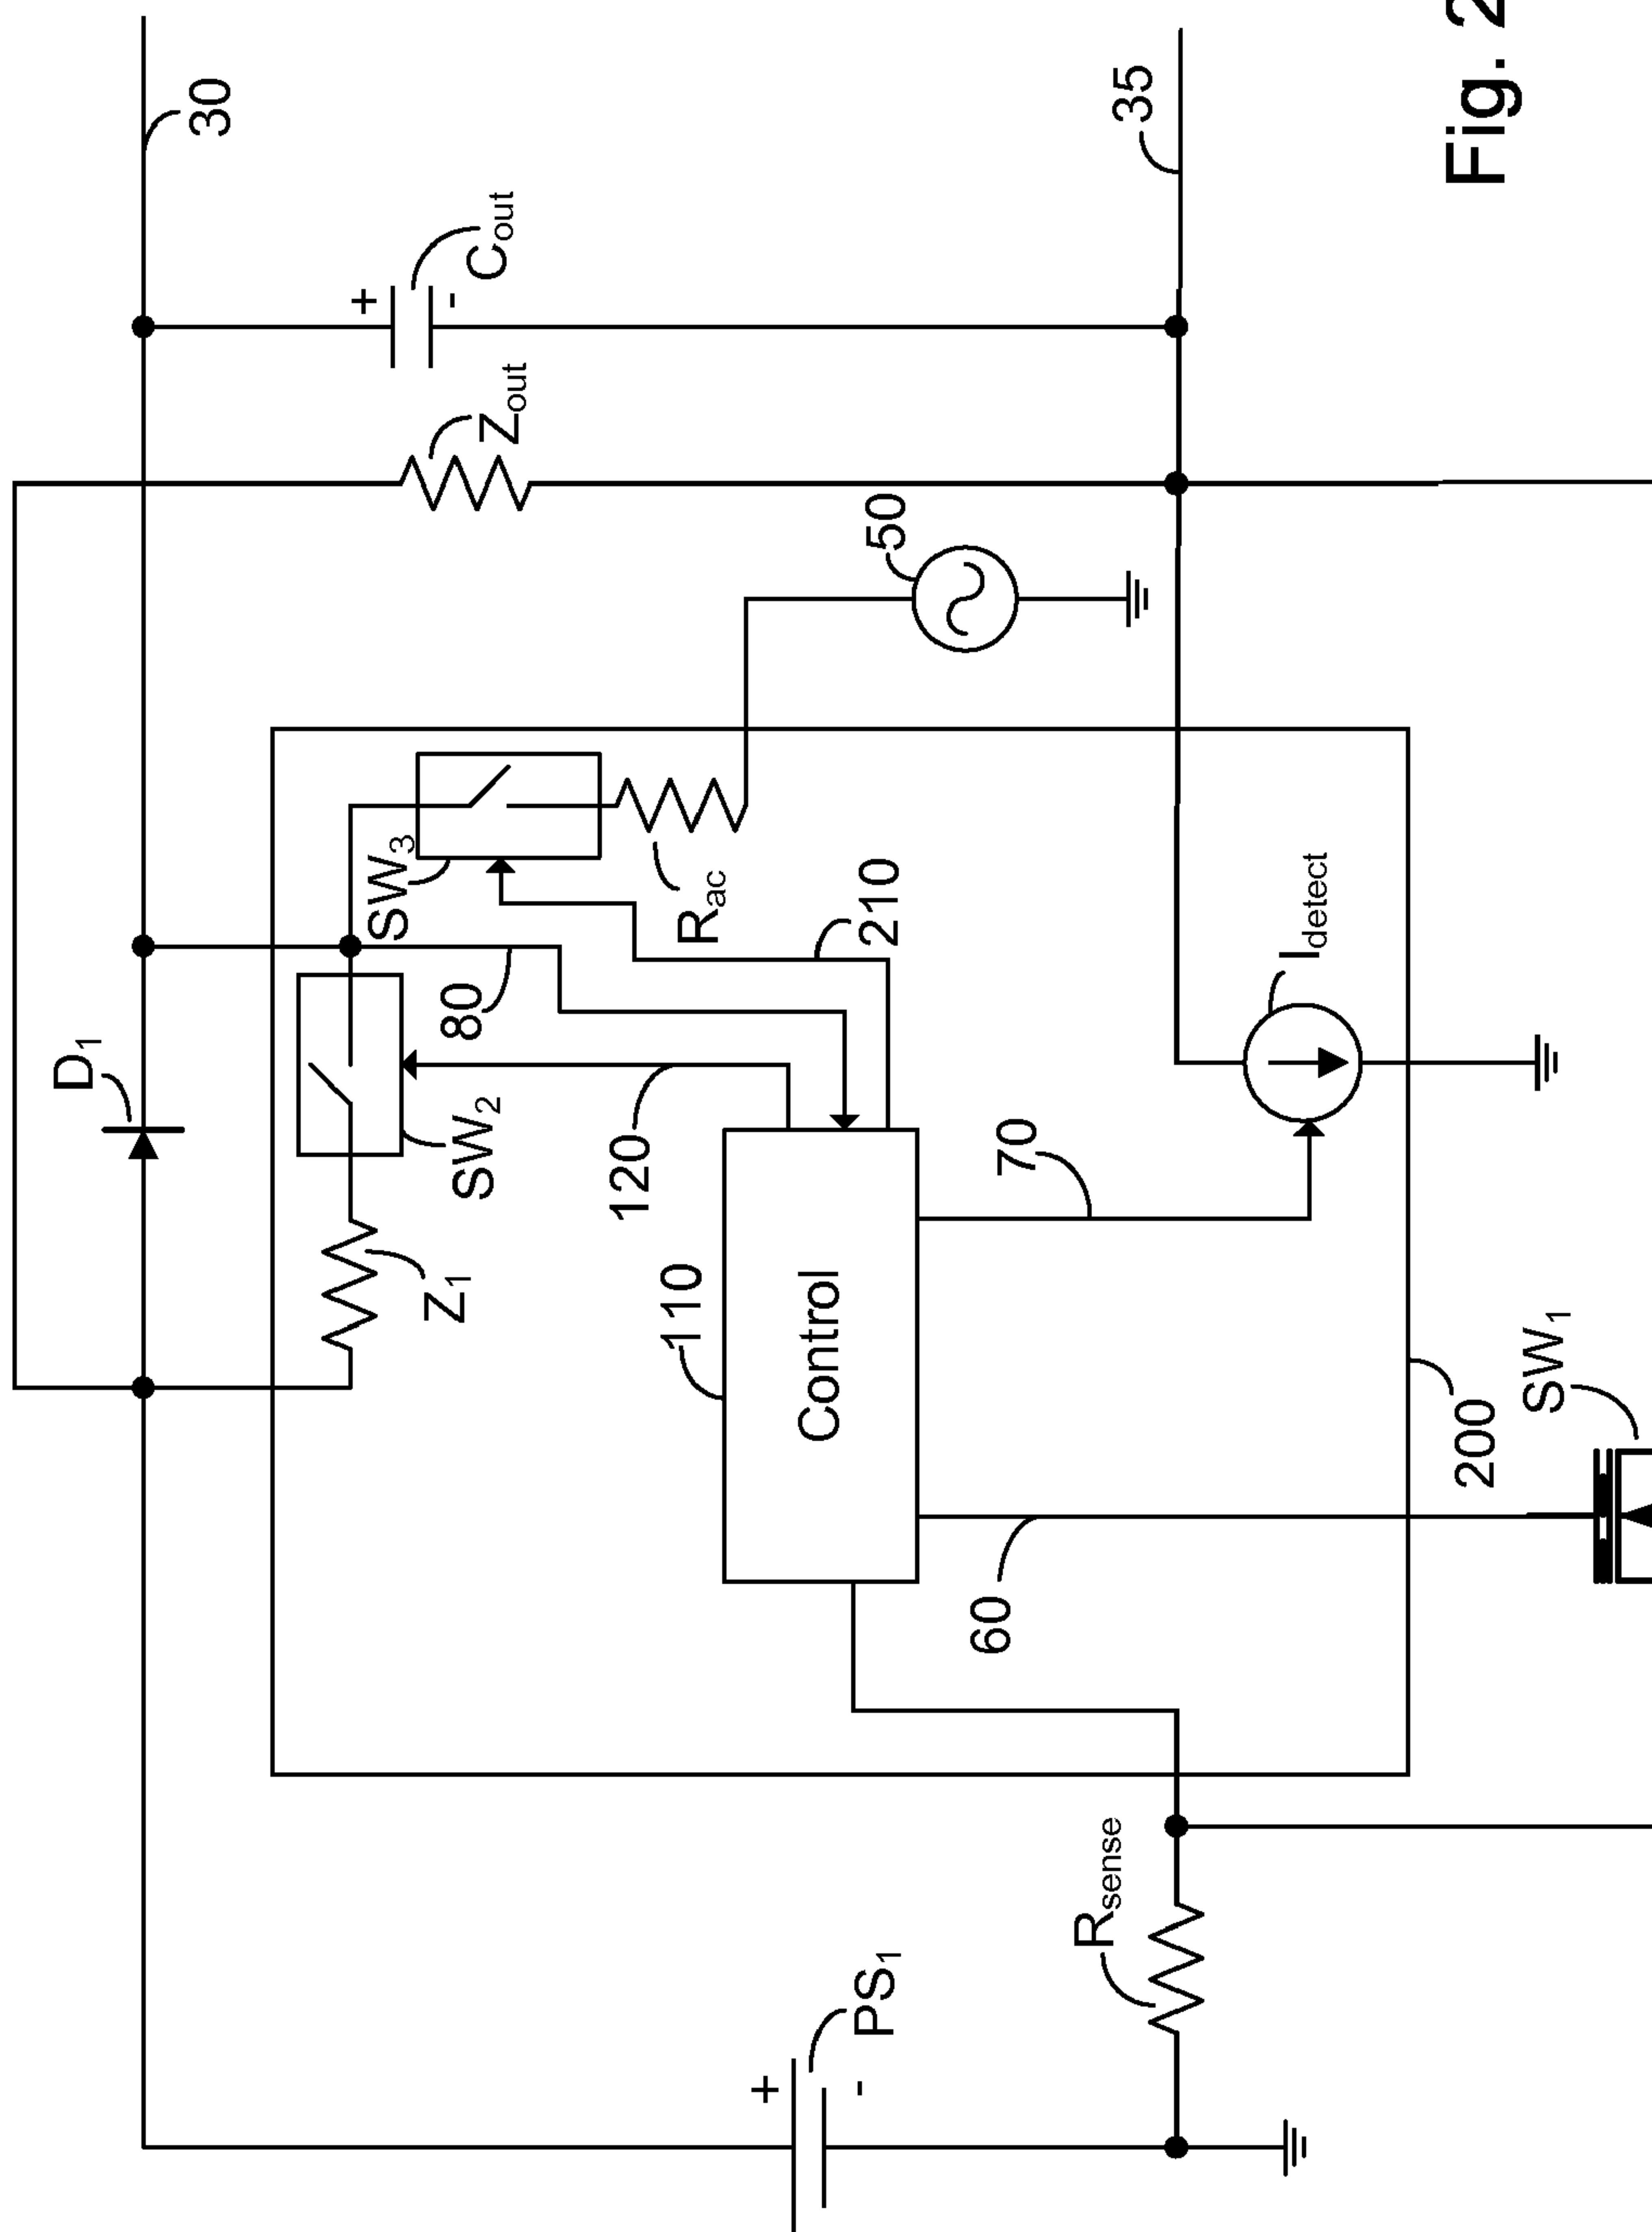 D1
30
Z1
SW2
SW3
80
120
Rac
210
Zout
+
-
Cout
50
110
Control
60
70
Idetect
35
+
-
PS1
Rsense
200
SW1
Fig. 2